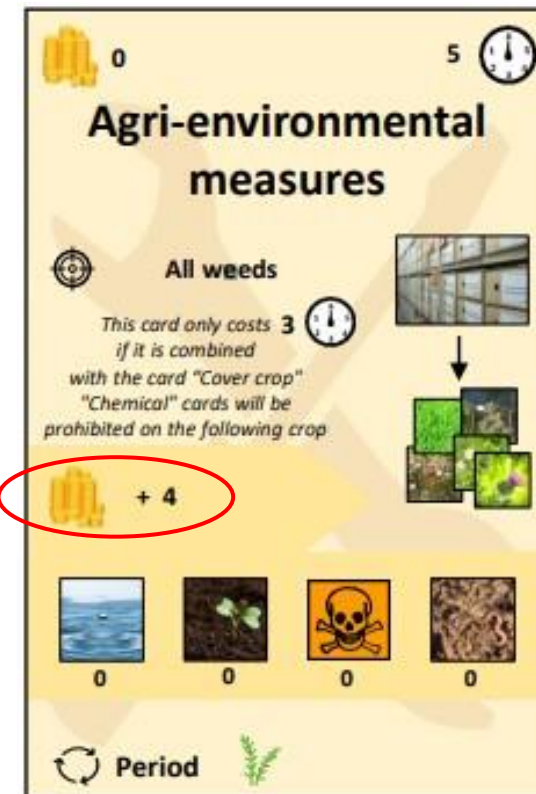 0 5
Agri-environmental
measures
All weeds
This card only costs 3
if it is combined
with the card "Cover crop"
"Chemical" cards will be
prohibited on the following crop
+ 4
0 0 0 0
Period